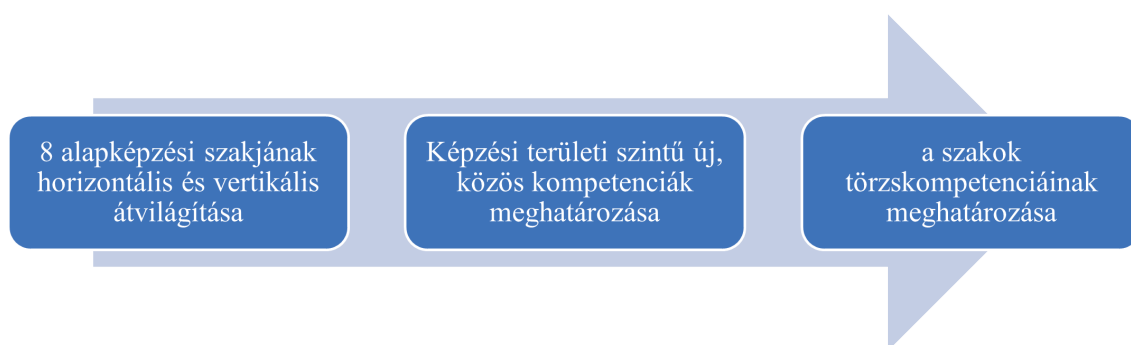 8 alapképzési szakjának
horizontális és vertikális
átvilágítása
Képzési területi szintű új,
közös kompetenciák
meghatározása
a szakok
törzskompetenciáinak
meghatározása